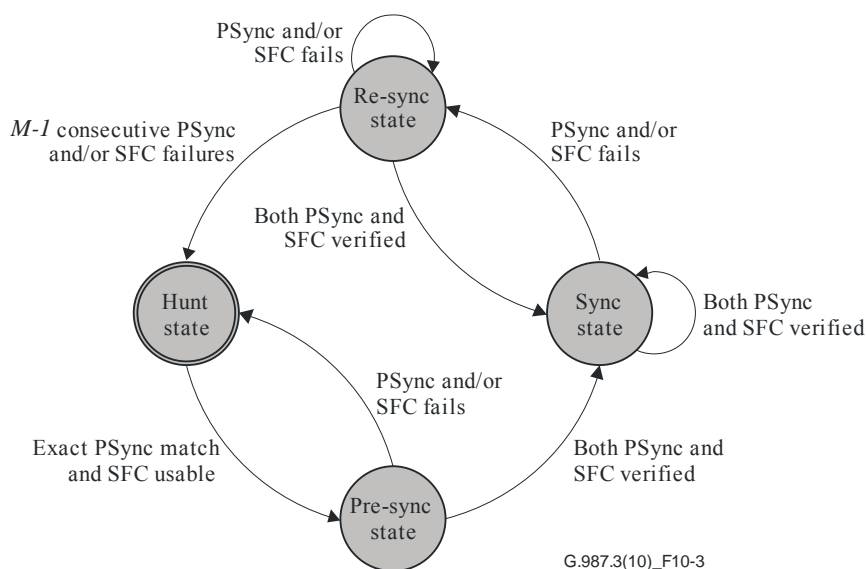 PSync and/or
SFC fails
Re-sync
state
M-1 consecutive PSync
and/or SFC failures
PSync and/or
SFC fails
Both PSync and
SFC verified
Hunt
state
Sync
state
Both PSync
and SFC verified
PSync and/or
SFC fails
Exact PSync match
and SFC usable
Both PSync and
SFC verified
Pre-sync
state
G.987.3(10)_F10-3